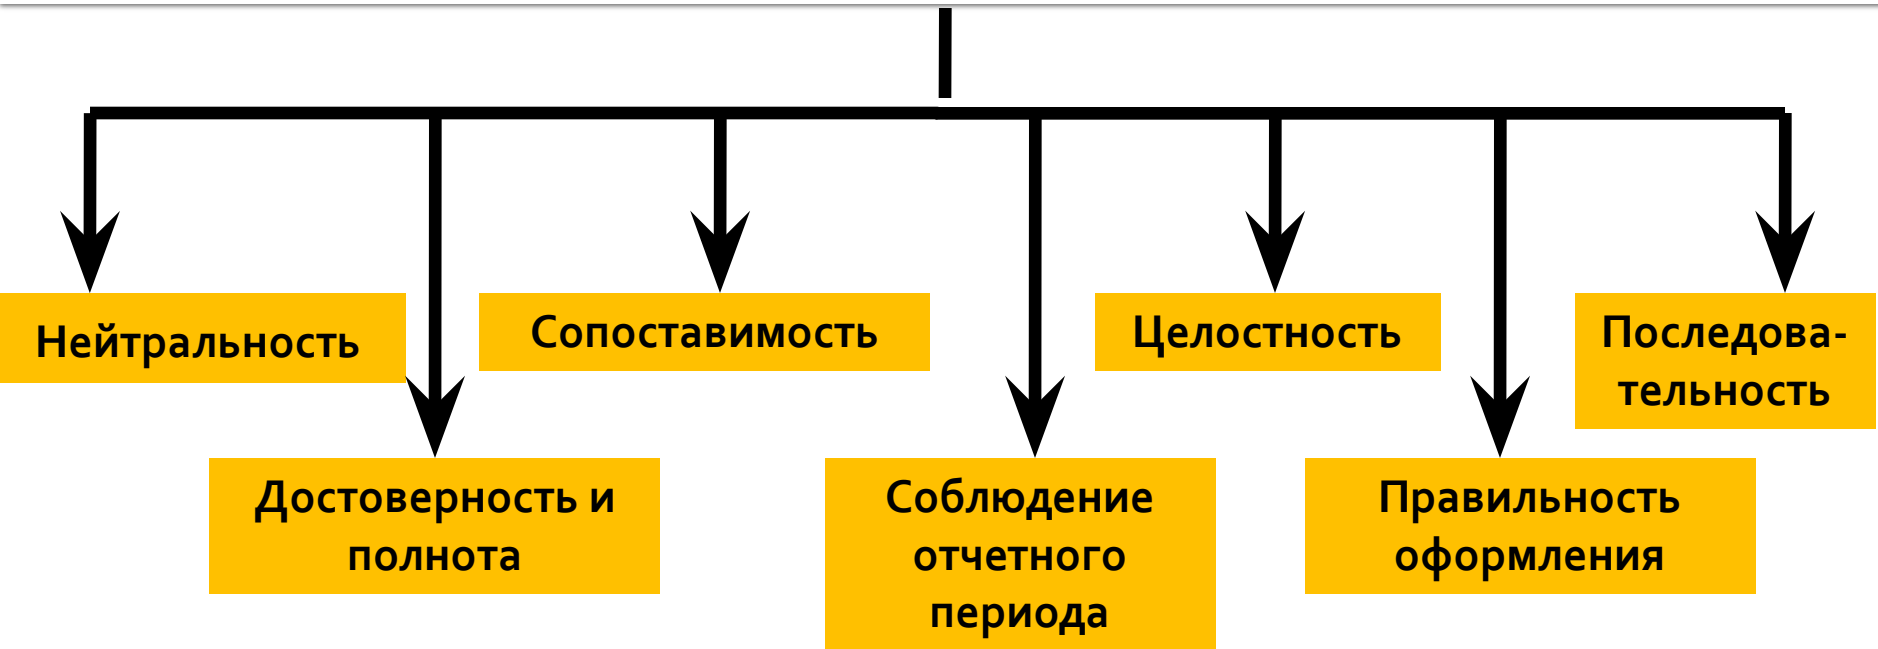 Нейтральность
Сопоставимость
Целостность
Последова-
тельность
Достоверность и
полнота
Соблюдение
отчетного
периода
Правильность
оформления